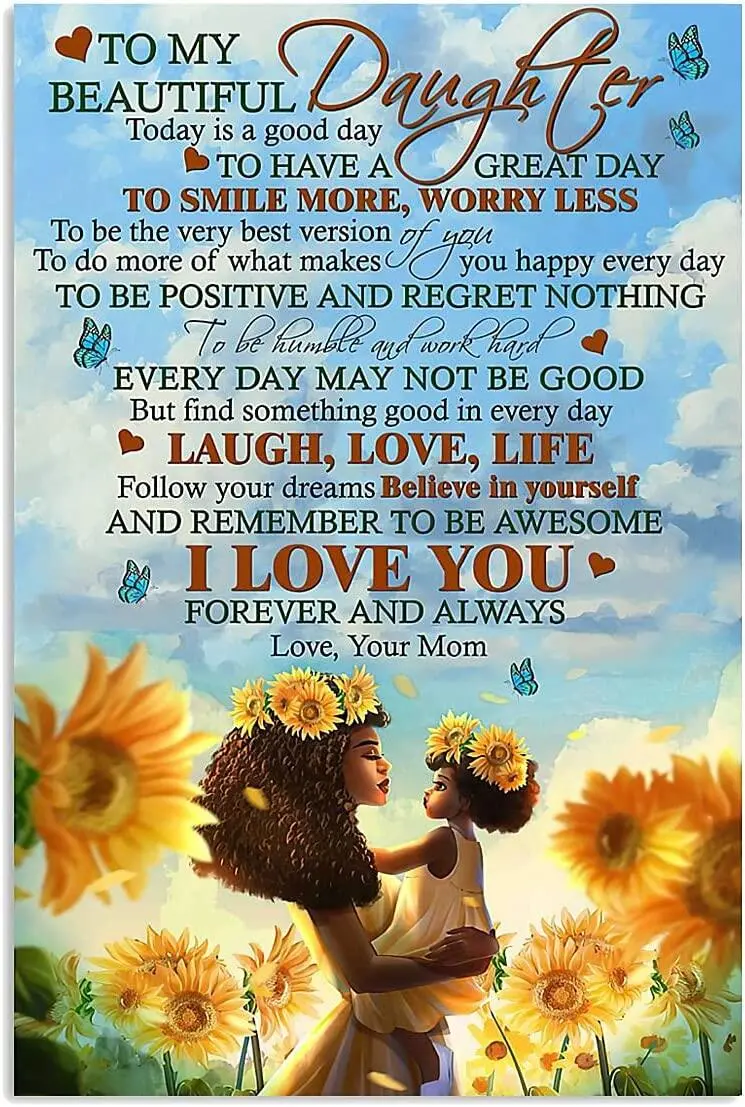 TO MY
BEAUTIFUL Daughter
Today is a good day
TO HAVE A GREAT DAY
TO SMILE MORE, WORRY LESS
To be the very best version of you
To do more of what makes you happy every day
TO BE POSITIVE AND REGRET NOTHING
To be humble and work hard
EVERY DAY MAY NOT BE GOOD
But find something good in every day
LAUGH, LOVE, LIFE
Follow your dreams Believe in yourself
AND REMEMBER TO BE AWESOME
I LOVE YOU
FOREVER AND ALWAYS
Love, Your Mom